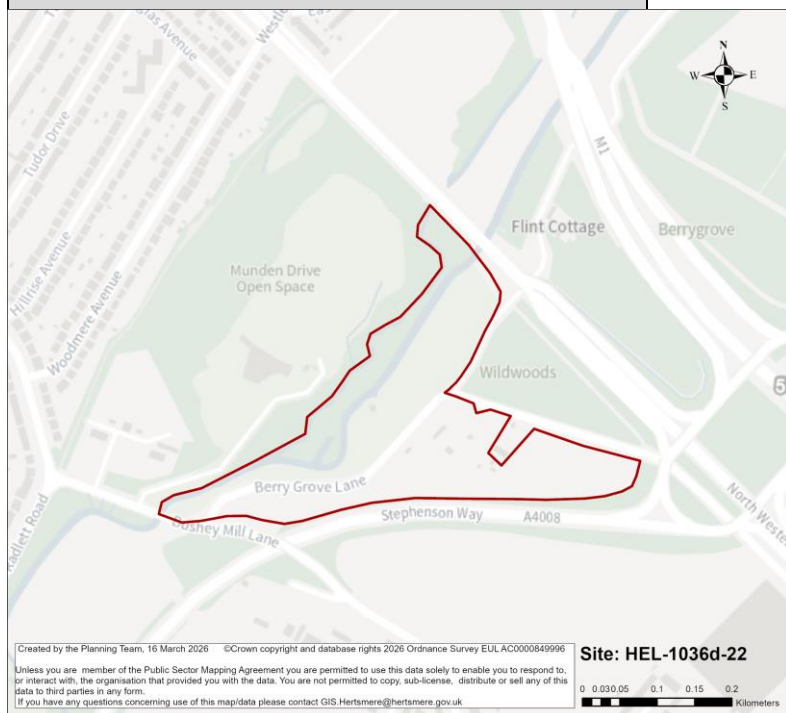 Westle
Tudor Drive
Hillrise Avenue
Woodmere Avenue
Munden Drive
Open Space
N
W
E
S
M1
Flint Cottage
Berrygrove
5
Wildwoods
Berry Grove Lane
Stephenson Way
A4008
North Wester
Bushey Mill Lane
Radlett Road
Created by the Planning Team, 16 March 2026 ©Crown copyright and database rights 2026 Ordnance Survey EUL AC0000849996
Unless you are member of the Public Sector Mapping Agreement you are permitted to use this data solely to enable you to respond to,
or interact with, the organisation that provided you with the data. You are not permitted to copy, sub-license, distribute or sell any of this
data to third parties in any form.
If you have any questions concerning use of this map/data please contact GIS.Hertsmere@hertsmere.gov.uk
Site: HEL-1036d-22
0 0.03 0.05 0.1 0.15 0.2
Kilometers